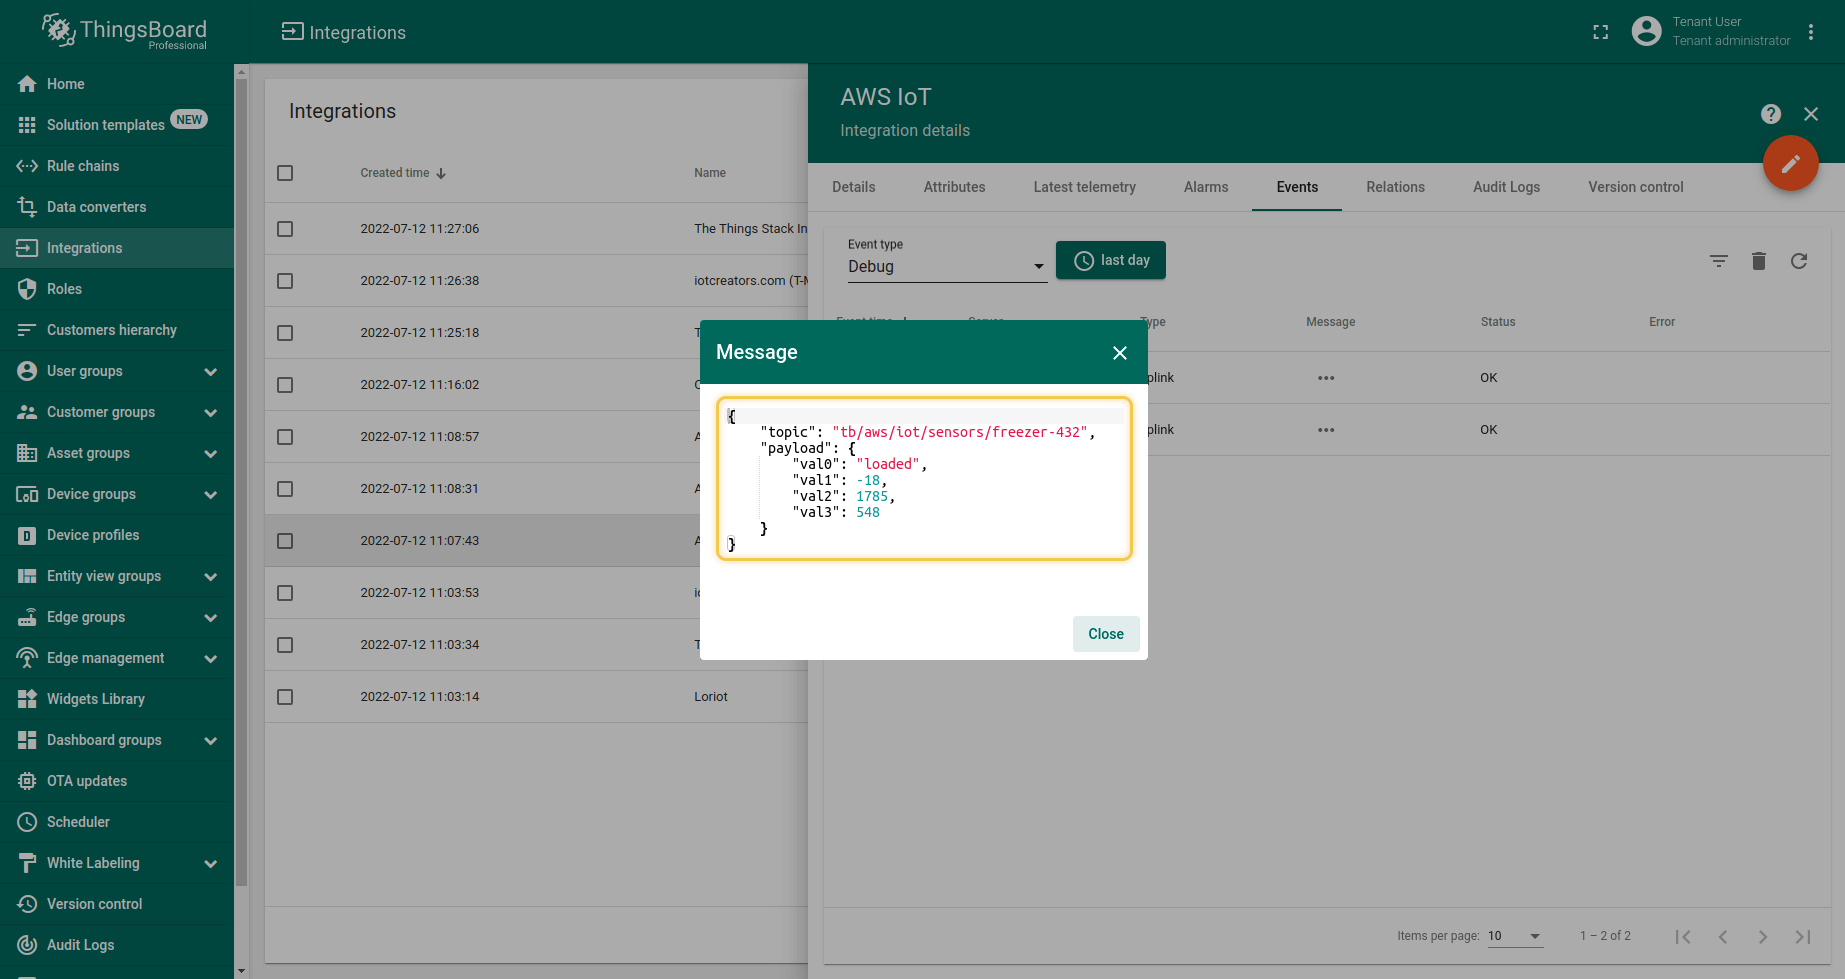 ThingsBoard
Professional
Integrations
Tenant User
Tenant administrator
Home
Solution templates NEW
Rule chains
Data converters
Integrations
Roles
Customers hierarchy
User groups
Customer groups
Asset groups
Device groups
Device profiles
Entity view groups
Edge groups
Edge management
Widgets Library
Dashboard groups
OTA updates
Scheduler
White Labeling
Version control
Audit Logs
Integrations
Created time Name
2022-07-12 11:27:06 The Things Stack In
2022-07-12 11:26:38 iotcreators.com (T-M
2022-07-12 11:25:18 T
2022-07-12 11:16:02
2022-07-12 11:08:57 A
2022-07-12 11:08:31 A
2022-07-12 11:07:43 A
2022-07-12 11:03:53
2022-07-12 11:03:34 T
2022-07-12 11:03:14 Loriot
AWS IoT
Integration details
Details Attributes Latest telemetry Alarms Events Relations Audit Logs Version control
Event type
Debug
last day
Event time Server Type Message Status Error
plink ••• OK
plink ••• OK
Message
{
"topic": "tb/aws/iot/sensors/freezer-432",
"payload": {
"val0": "loaded",
"val1": -18,
"val2": 1785,
"val3": 548
}
}
Close
Items per page: 10 1 – 2 of 2